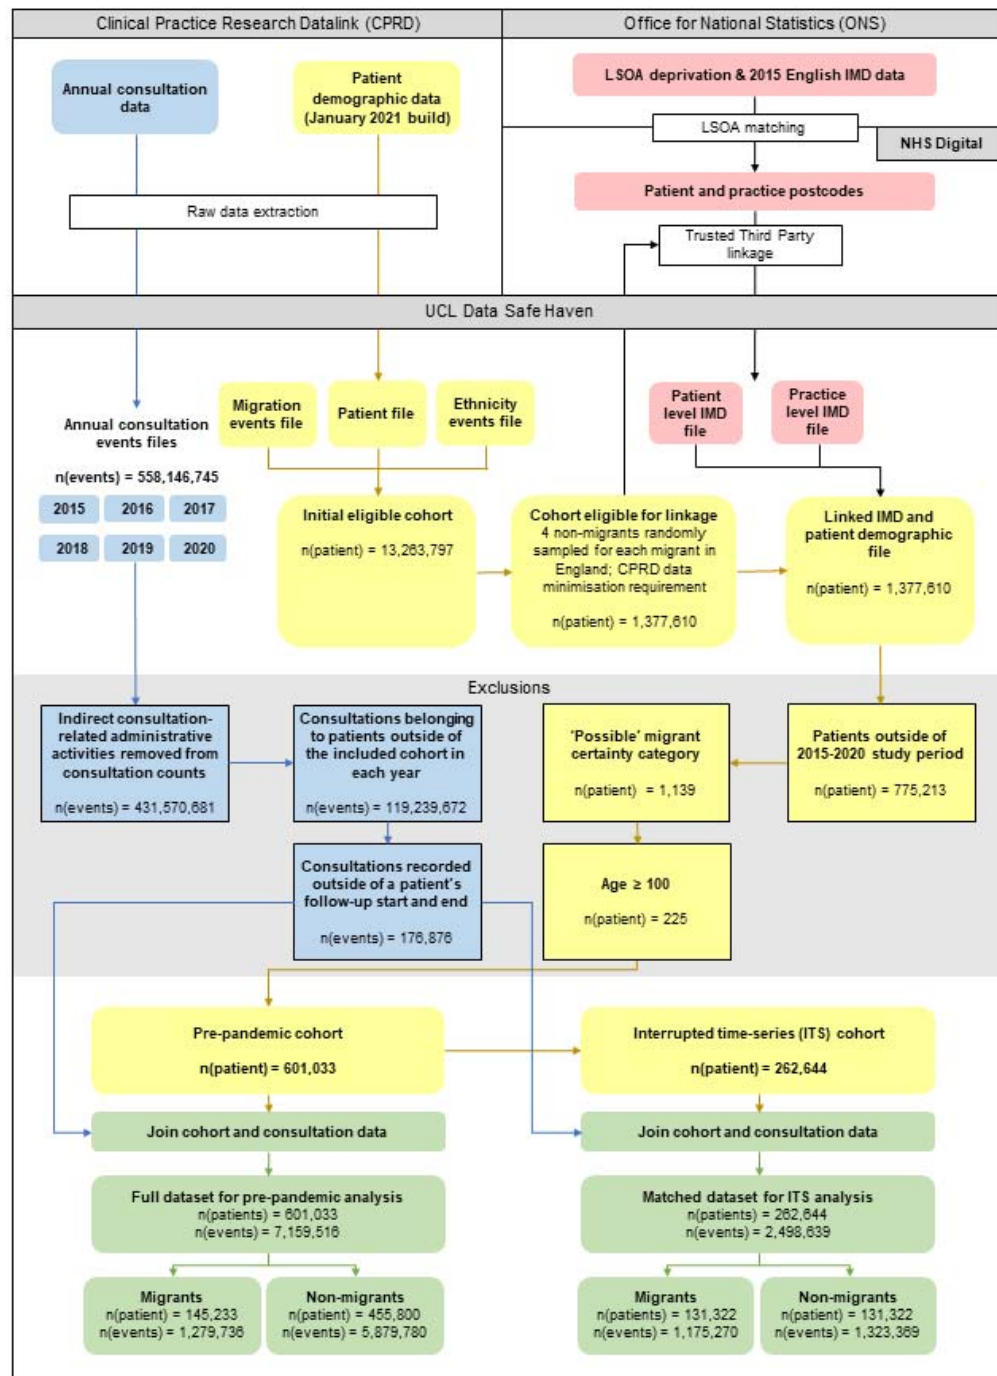 Clinical Practice Research Datalink (CPRD)
Office for National Statistics (ONS)
Annual consultation
data
Patient
demographic data
(January 2021 build)
LSOA deprivation & 2015 English IMD data
LSOA matching
NHS Digital
Patient and practice postcodes
Raw data extraction
Trusted Third Party
linkage
UCL Data Safe Haven
Annual consultation
events files
n(events) = 558,146,745
2015
2016
2017
2018
2019
2020
Migration
events file
Patient file
Ethnicity
events file
Patient
level IMD
file
Practice
level IMD
file
Initial eligible cohort
n(patient) = 13,263,797
Cohort eligible for linkage
4 non-migrants randomly
sampled for each migrant in
England; CPRD data
minimisation requirement
n(patient) = 1,377,610
Linked IMD and
patient demographic
file
n(patient) = 1,377,610
Exclusions
Indirect consultation-
related administrative
activities removed from
consultation counts
n(events) = 431,570,681
Consultations belonging
to patients outside of
the included cohort in
each year
n(events) = 119,239,672
'Possible' migrant
certainty category
n(patient) = 1,139
Patients outside of
2015-2020 study period
n(patient) = 775,213
Consultations recorded
outside of a patient's
follow-up start and end
n(events) = 176,876
Age ≥ 100
n(patient) = 225
Pre-pandemic cohort
n(patient) = 601,033
Interrupted time-series (ITS) cohort
n(patient) = 262,644
Join cohort and consultation data
Join cohort and consultation data
Full dataset for pre-pandemic analysis
n(patients) = 601,033
n(events) = 7,159,516
Matched dataset for ITS analysis
n(patients) = 262,644
n(events) = 2,498,639
Migrants
n(patient) = 145,233
n(events) = 1,279,736
Non-migrants
n(patient) = 455,800
n(events) = 5,879,780
Migrants
n(patient) = 131,322
n(events) = 1,175,270
Non-migrants
n(patient) = 131,322
n(events) = 1,323,369